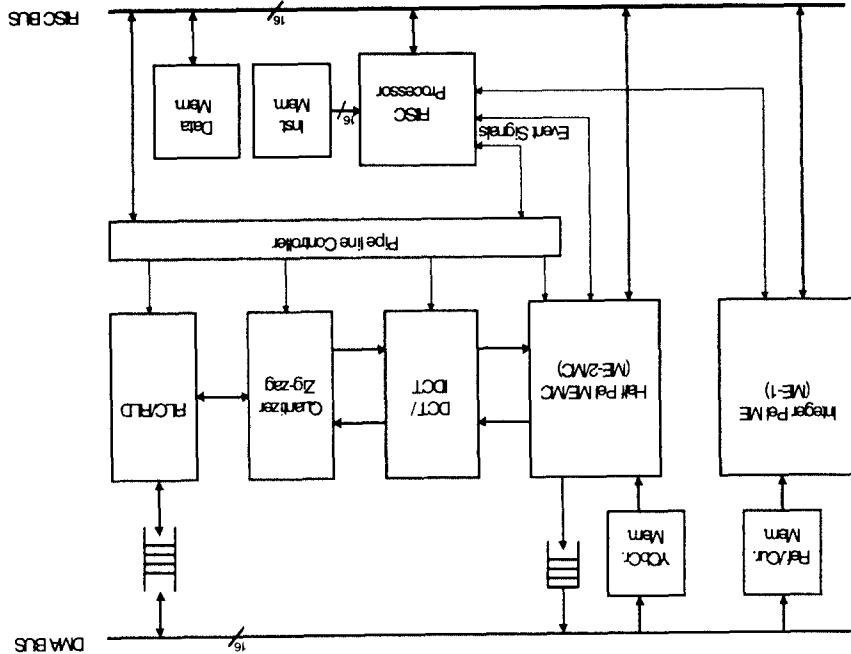 16
DMA BUS
Ref./Cur.
Mem.
YCbCr.
Mem.
Integer Pel ME
(ME-1)
Half Pel ME/MC
(ME-2/MC)
DCT /
IDCT
Quantizer
Zig-zag
RLC/RLD
Pipe line Controller
Event Signals
RISC
Processor
16
Inst.
Mem.
Data
Mem.
16
RISC BUS